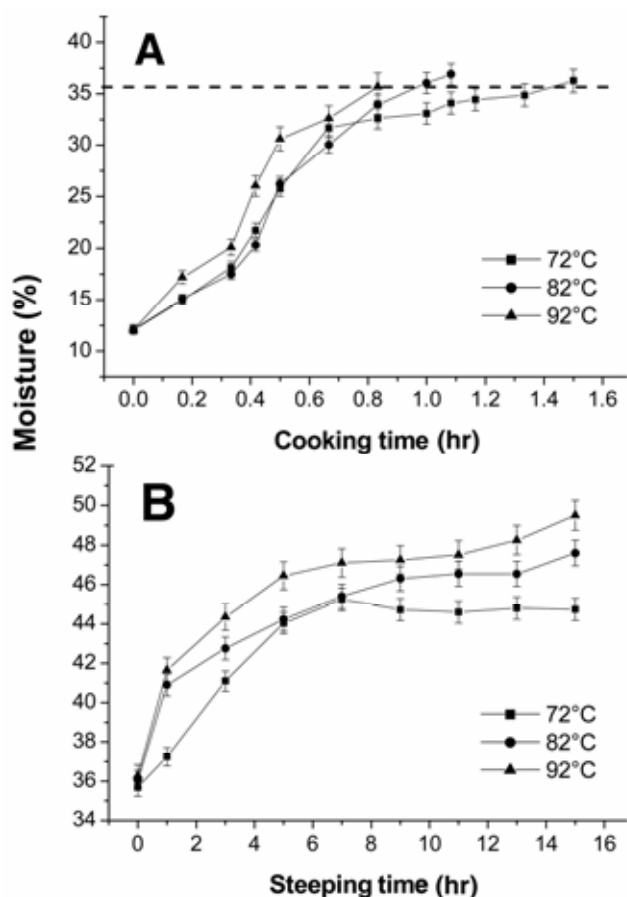 A
40
35
30
25
20
15
10
72°C
82°C
92°C
0.0 0.2 0.4 0.6 0.8 1.0 1.2 1.4 1.6
Cooking time (hr)
Moisture (%)
B
52
50
48
46
44
42
40
38
36
34
72°C
82°C
92°C
0 2 4 6 8 10 12 14 16
Steeping time (hr)